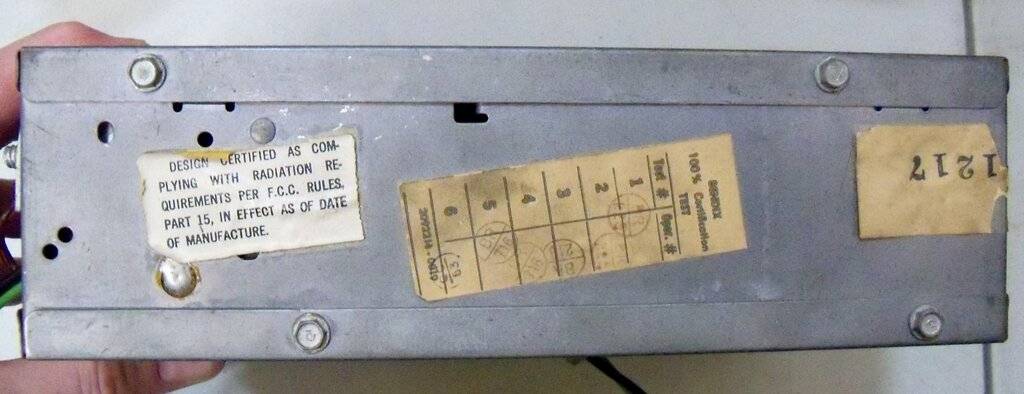 DESIGN CERTIFIED AS COM-
PLYING WITH RADIATION RE-
QUIREMENTS PER F.C.C. RULES,
PART 15, IN EFFECT AS OF DATE
OF MANUFACTURE.
BENDIX
100% Certification
TEST
Test # Oper. #
1
2
3
4
5
6
1217